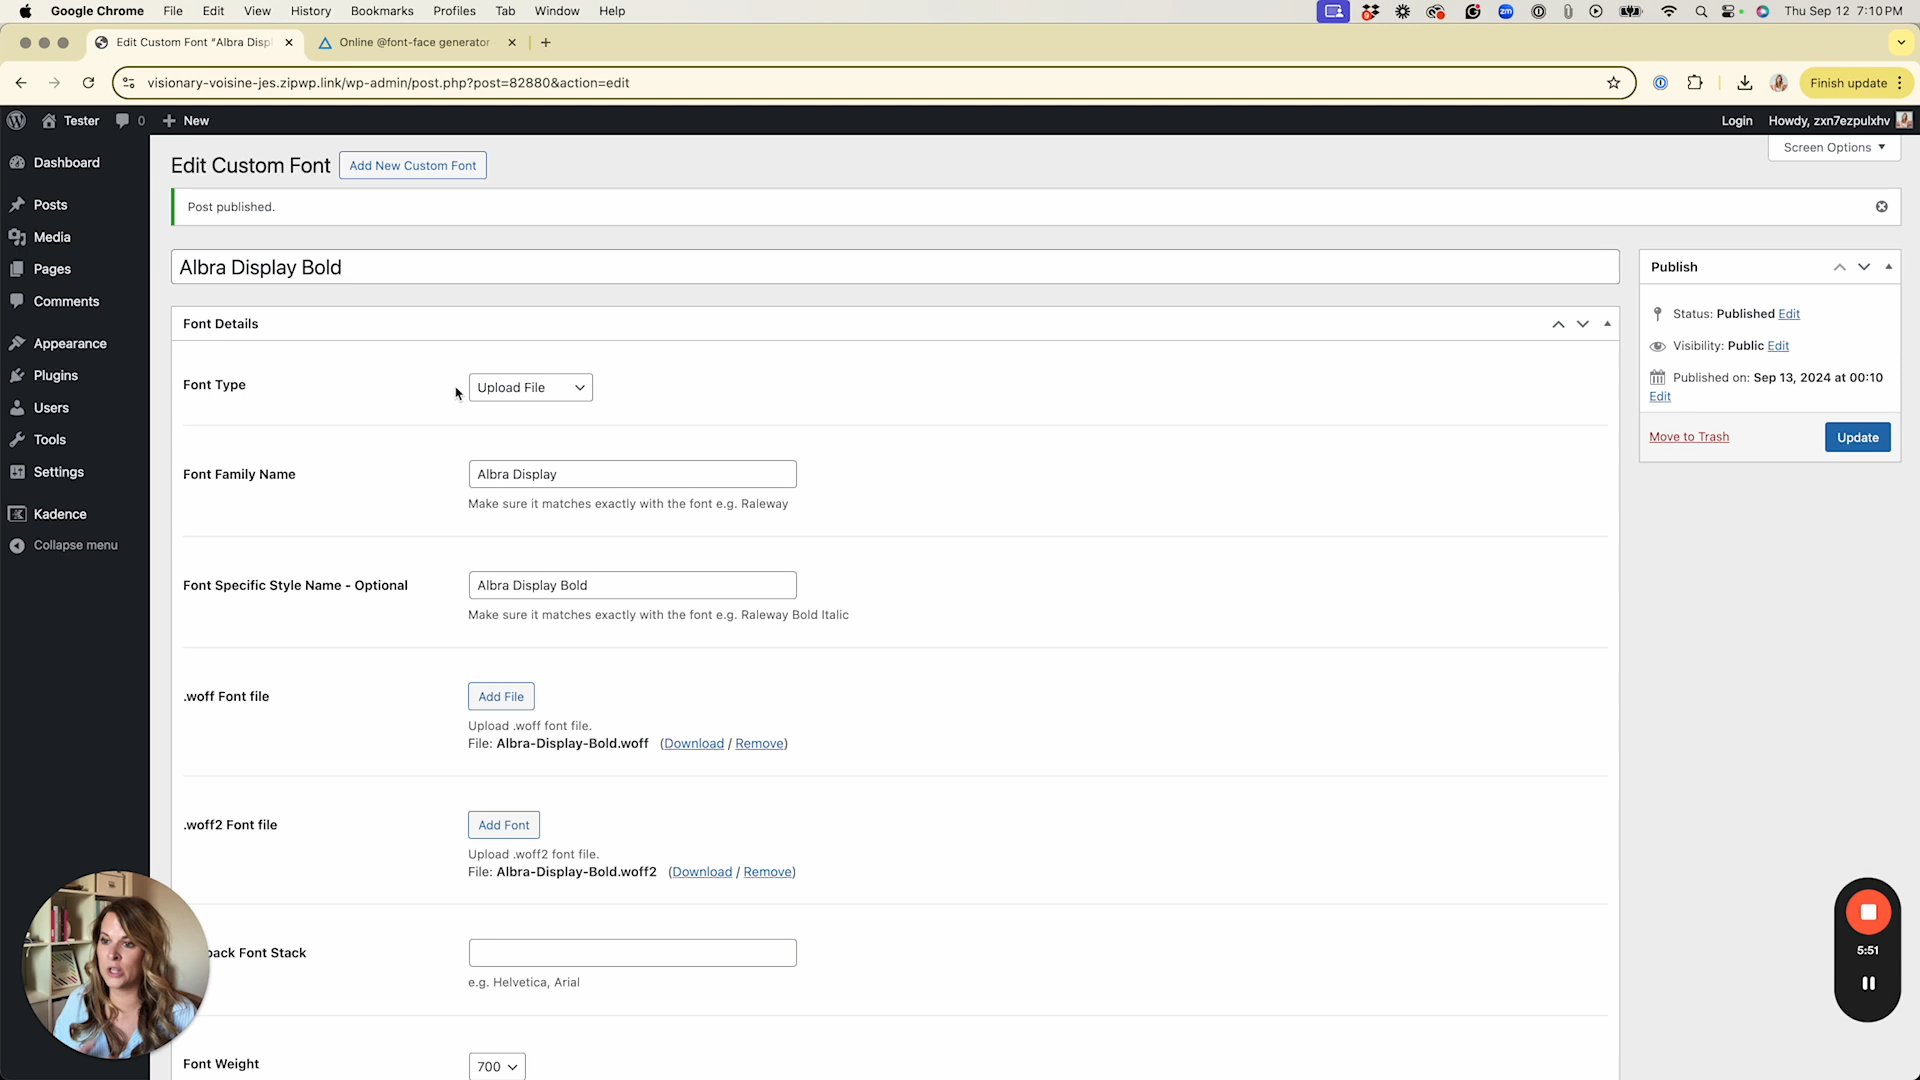 Google Chrome File Edit View History Bookmarks Profiles Tab Window Help
zm
Thu Sep 12 7:10 PM
Edit Custom Font "Albra Displ
Online @font-face generator
visionary-voisine-jes.zipwp.link/wp-admin/post.php?post=82880&action=edit
Finish update
Tester 0 New
Login Howdy, zxn7ezpulxhv
Dashboard
Posts
Media
Pages
Comments
Appearance
Plugins
Users
Tools
Settings
Kadence
Collapse menu
Edit Custom Font
Add New Custom Font
Screen Options
Post published.
Albra Display Bold
Font Details
Font Type
Upload File
Font Family Name
Albra Display
Make sure it matches exactly with the font e.g. Raleway
Font Specific Style Name - Optional
Albra Display Bold
Make sure it matches exactly with the font e.g. Raleway Bold Italic
.woff Font file
Add File
Upload .woff font file.
File: Albra-Display-Bold.woff (Download / Remove)
.woff2 Font file
Add Font
Upload .woff2 font file.
File: Albra-Display-Bold.woff2 (Download / Remove)
back Font Stack
e.g. Helvetica, Arial
Font Weight
700
Publish
Status: Published Edit
Visibility: Public Edit
Published on: Sep 13, 2024 at 00:10
Edit
Move to Trash
Update
5:51